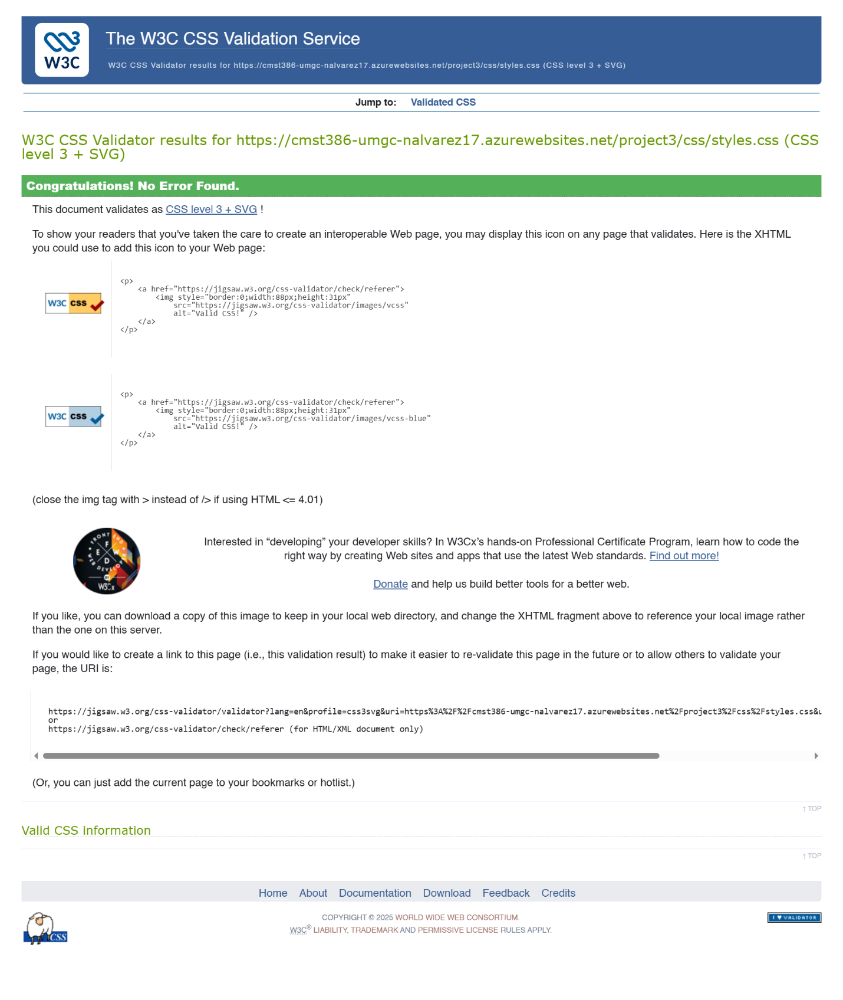 W3C
The W3C CSS Validation Service
W3C CSS Validator results for https://cmst386-umgc-nalvarez17.azurewebsites.net/project3/css/styles.css (CSS level 3 + SVG)
Jump to: Validated CSS
W3C CSS Validator results for https://cmst386-umgc-nalvarez17.azurewebsites.net/project3/css/styles.css (CSS
level 3 + SVG)
Congratulations! No Error Found.
This document validates as CSS level 3 + SVG !
To show your readers that you've taken the care to create an interoperable Web page, you may display this icon on any page that validates. Here is the XHTML
you could use to add this icon to your Web page:
W3C css
<p>
    <a href="https://jigsaw.w3.org/css-validator/check/referer">
        <img style="border:0;width:88px;height:31px"
            src="https://jigsaw.w3.org/css-validator/images/vcss"
            alt="Valid CSS!" />
    </a>
</p>
W3C css
<p>
    <a href="https://jigsaw.w3.org/css-validator/check/referer">
        <img style="border:0;width:88px;height:31px"
            src="https://jigsaw.w3.org/css-validator/images/vcss-blue"
            alt="Valid CSS!" />
    </a>
</p>
(close the img tag with > instead of /> if using HTML <= 4.01)
FRONT END
F E W D
WEB DEVELOPER
BY
W3Cx
Interested in “developing” your developer skills? In W3Cx’s hands-on Professional Certificate Program, learn how to code the
right way by creating Web sites and apps that use the latest Web standards. Find out more!
Donate and help us build better tools for a better web.
If you like, you can download a copy of this image to keep in your local web directory, and change the XHTML fragment above to reference your local image rather
than the one on this server.
If you would like to create a link to this page (i.e., this validation result) to make it easier to re-validate this page in the future or to allow others to validate your
page, the URI is:
https://jigsaw.w3.org/css-validator/validator?lang=en&profile=css3svg&uri=https%3A%2F%2Fcmst386-umgc-nalvarez17.azurewebsites.net%2Fproject3%2Fcss%2Fstyles.css&u
or
https://jigsaw.w3.org/css-validator/check/referer (for HTML/XML document only)
(Or, you can just add the current page to your bookmarks or hotlist.)
↑ TOP
Valid CSS information
↑ TOP
Home About Documentation Download Feedback Credits
CSS
COPYRIGHT © 2025 WORLD WIDE WEB CONSORTIUM.
W3C® LIABILITY, TRADEMARK AND PERMISSIVE LICENSE RULES APPLY.
I ♥ VALIDATOR